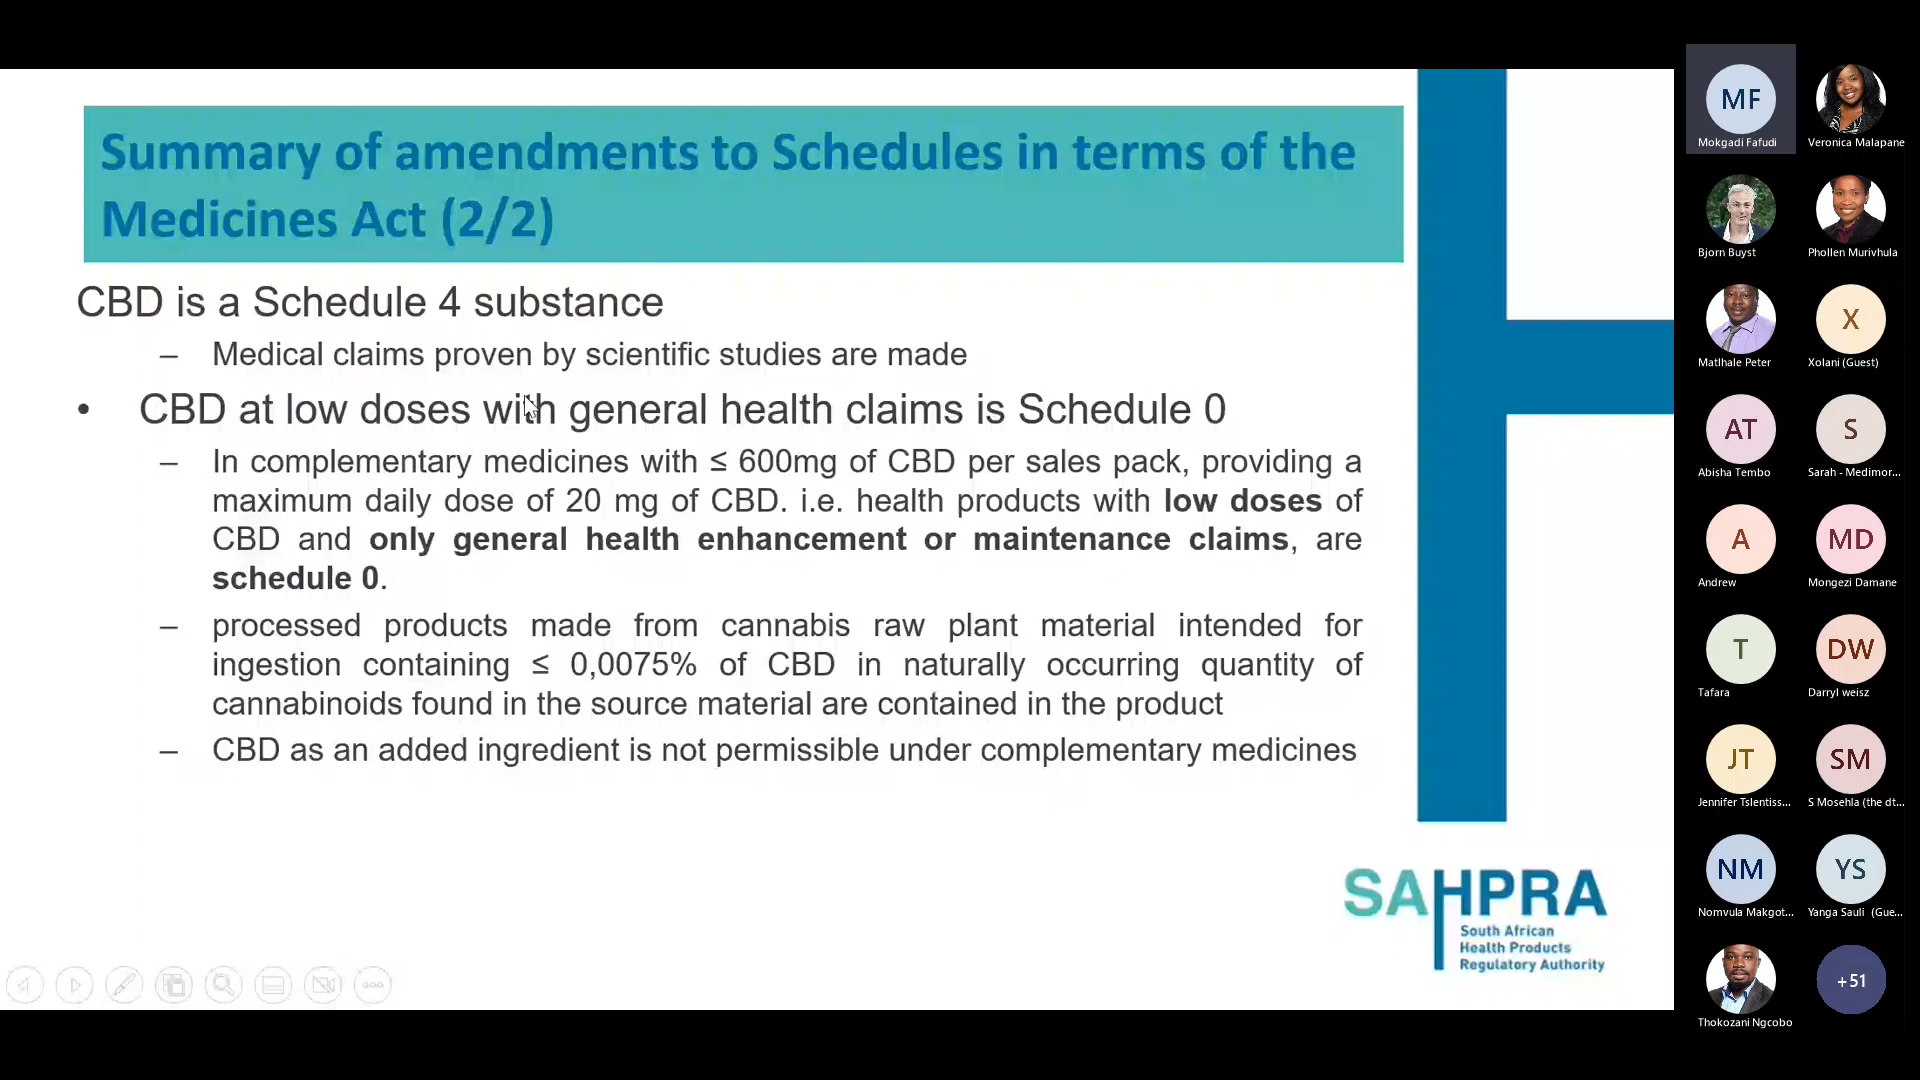 Summary of amendments to Schedules in terms of the
Medicines Act (2/2)
CBD is a Schedule 4 substance
– Medical claims proven by scientific studies are made
• CBD at low doses with general health claims is Schedule 0
– In complementary medicines with ≤ 600mg of CBD per sales pack, providing a
maximum daily dose of 20 mg of CBD. i.e. health products with low doses of
CBD and only general health enhancement or maintenance claims, are
schedule 0.
– processed products made from cannabis raw plant material intended for
ingestion containing ≤ 0,0075% of CBD in naturally occurring quantity of
cannabinoids found in the source material are contained in the product
– CBD as an added ingredient is not permissible under complementary medicines
SAHPRA
South African
Health Products
Regulatory Authority
MF
Mokgadi Fafudi
Veronica Malapane
Bjorn Buyst
Phollen Murivhula
Matlhale Peter
X
Xolani (Guest)
AT
Abisha Tembo
S
Sarah - Medimor...
A
Andrew
MD
Mongezi Damane
T
Tafara
DW
Darryl weisz
JT
Jennifer Tslentiss...
SM
S Mosehla (the dt...
NM
Nomvula Makgot...
YS
Yanga Sauli (Gue...
Thokozani Ngcobo
+51